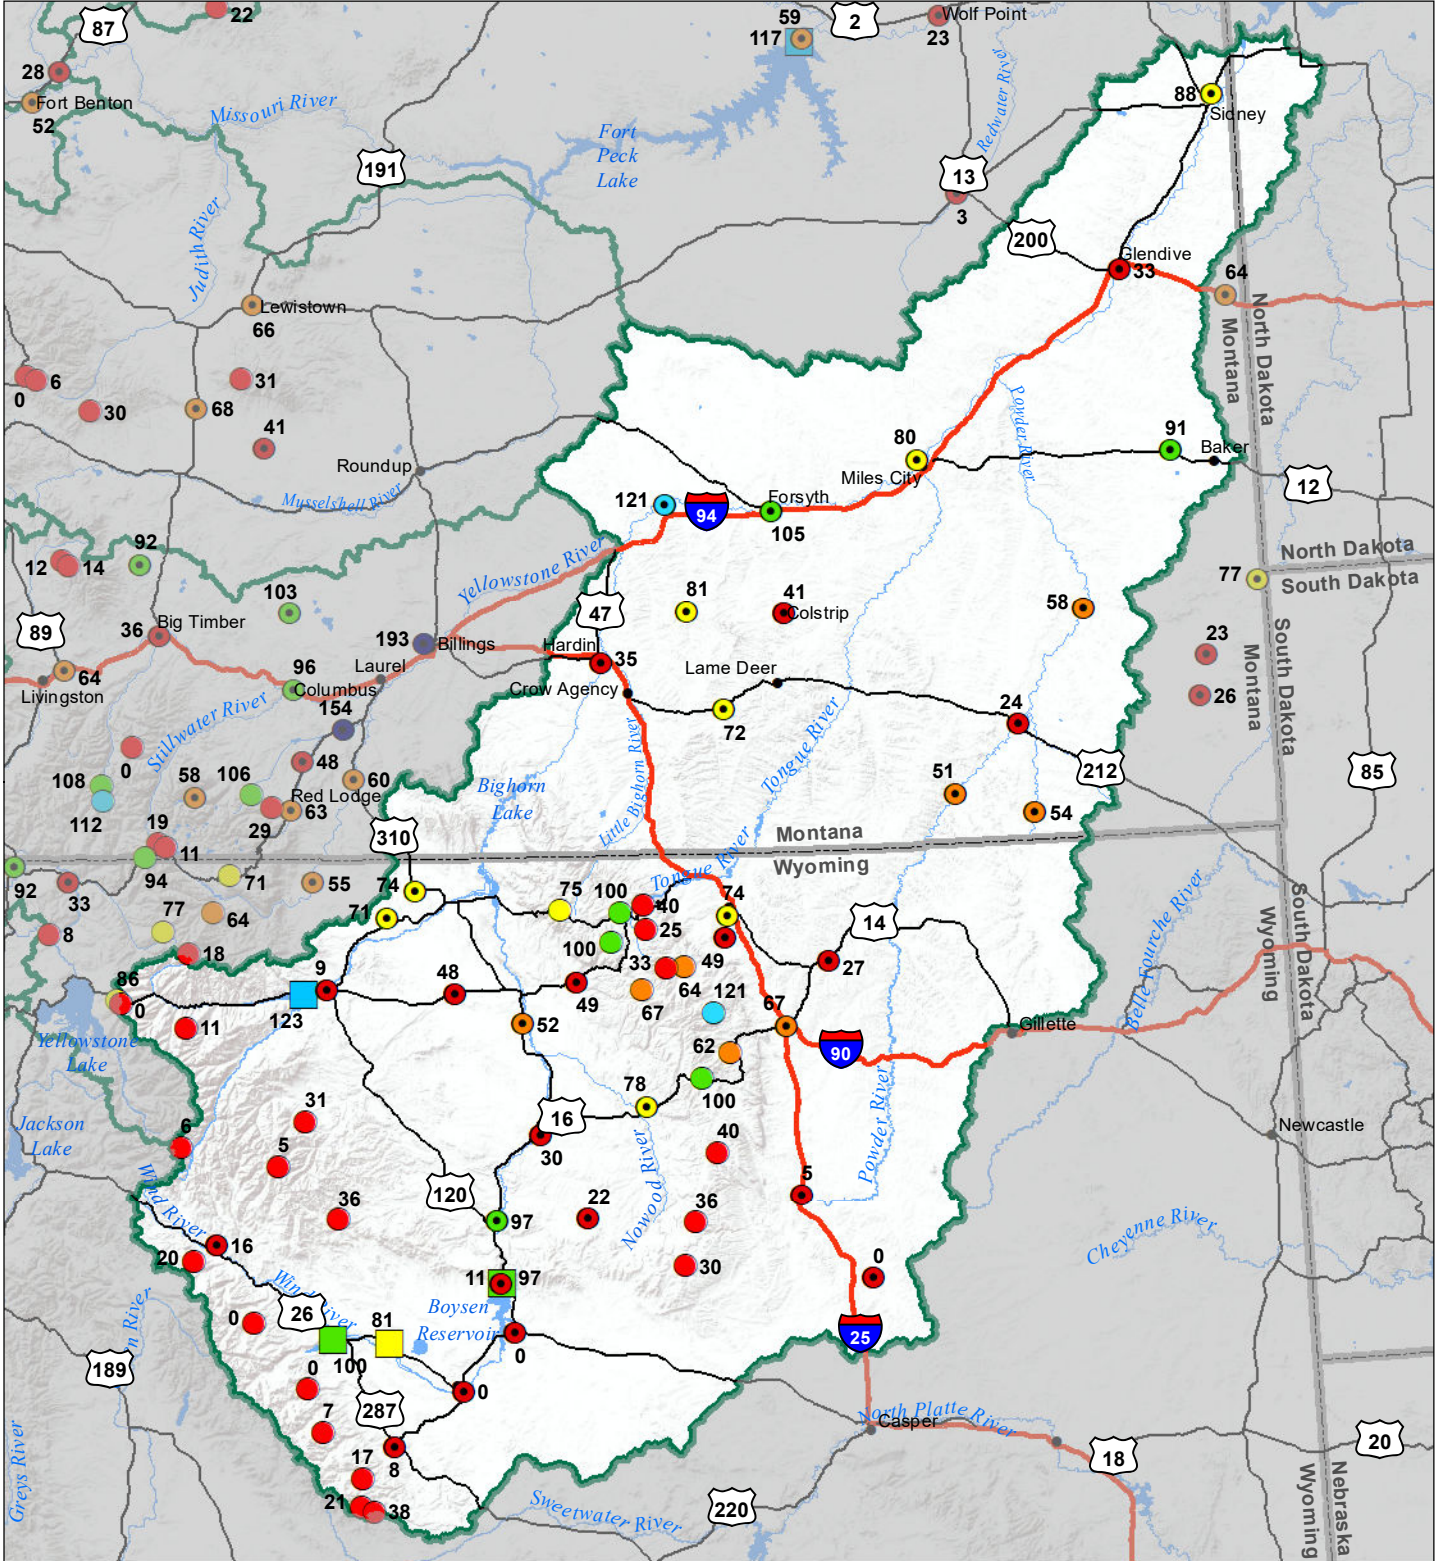 87
22
59
117
2
Wolf Point
23
28
Fort Benton
52
Missouri River
Redwater River
88
Sidney
Fort
Peck
Lake
191
13
3
Judith River
200
Glendive
33
64
Lewistown
66
North Dakota
Montana
6
0
31
30
68
41
Powder River
80
91
Baker
Roundup
Miles City
12
Musselshell River
121
94
Forsyth
105
North Dakota
South Dakota
77
92
12
14
Yellowstone River
103
81
41
Colstrip
58
47
89
36
Big Timber
193
Billings
Hardin
35
South Dakota
Montana
23
64
Livingston
96
Columbus
Laurel
Lame Deer
Crow Agency
26
154
72
24
Stillwater River
0
48
Little Bighorn River
Tongue River
212
85
108
112
58
106
60
Red Lodge
63
29
Bighorn
Lake
51
54
19
11
310
Montana
Wyoming
92
33
94
71
55
74
Tongue River
75
100
40
74
77
64
71
25
14
8
18
100
South Dakota
Wyoming
9
48
33
49
64
27
86
0
123
49
67
121
67
Belle Fourche River
11
52
62
90
Gillette
Yellowstone
Lake
100
78
Powder River
31
16
Jackson
Lake
6
5
30
40
Newcastle
Wind River
120
36
97
22
Nowood River
36
5
Cheyenne River
16
20
30
0
11
97
Wind River
26
0
81
Boysen
Reservoir
25
0
100
0
189
0
287
7
North Platte River
Casper
20
18
17
8
21
38
Sweetwater River
220
Greys River
Nebraska
Wyoming